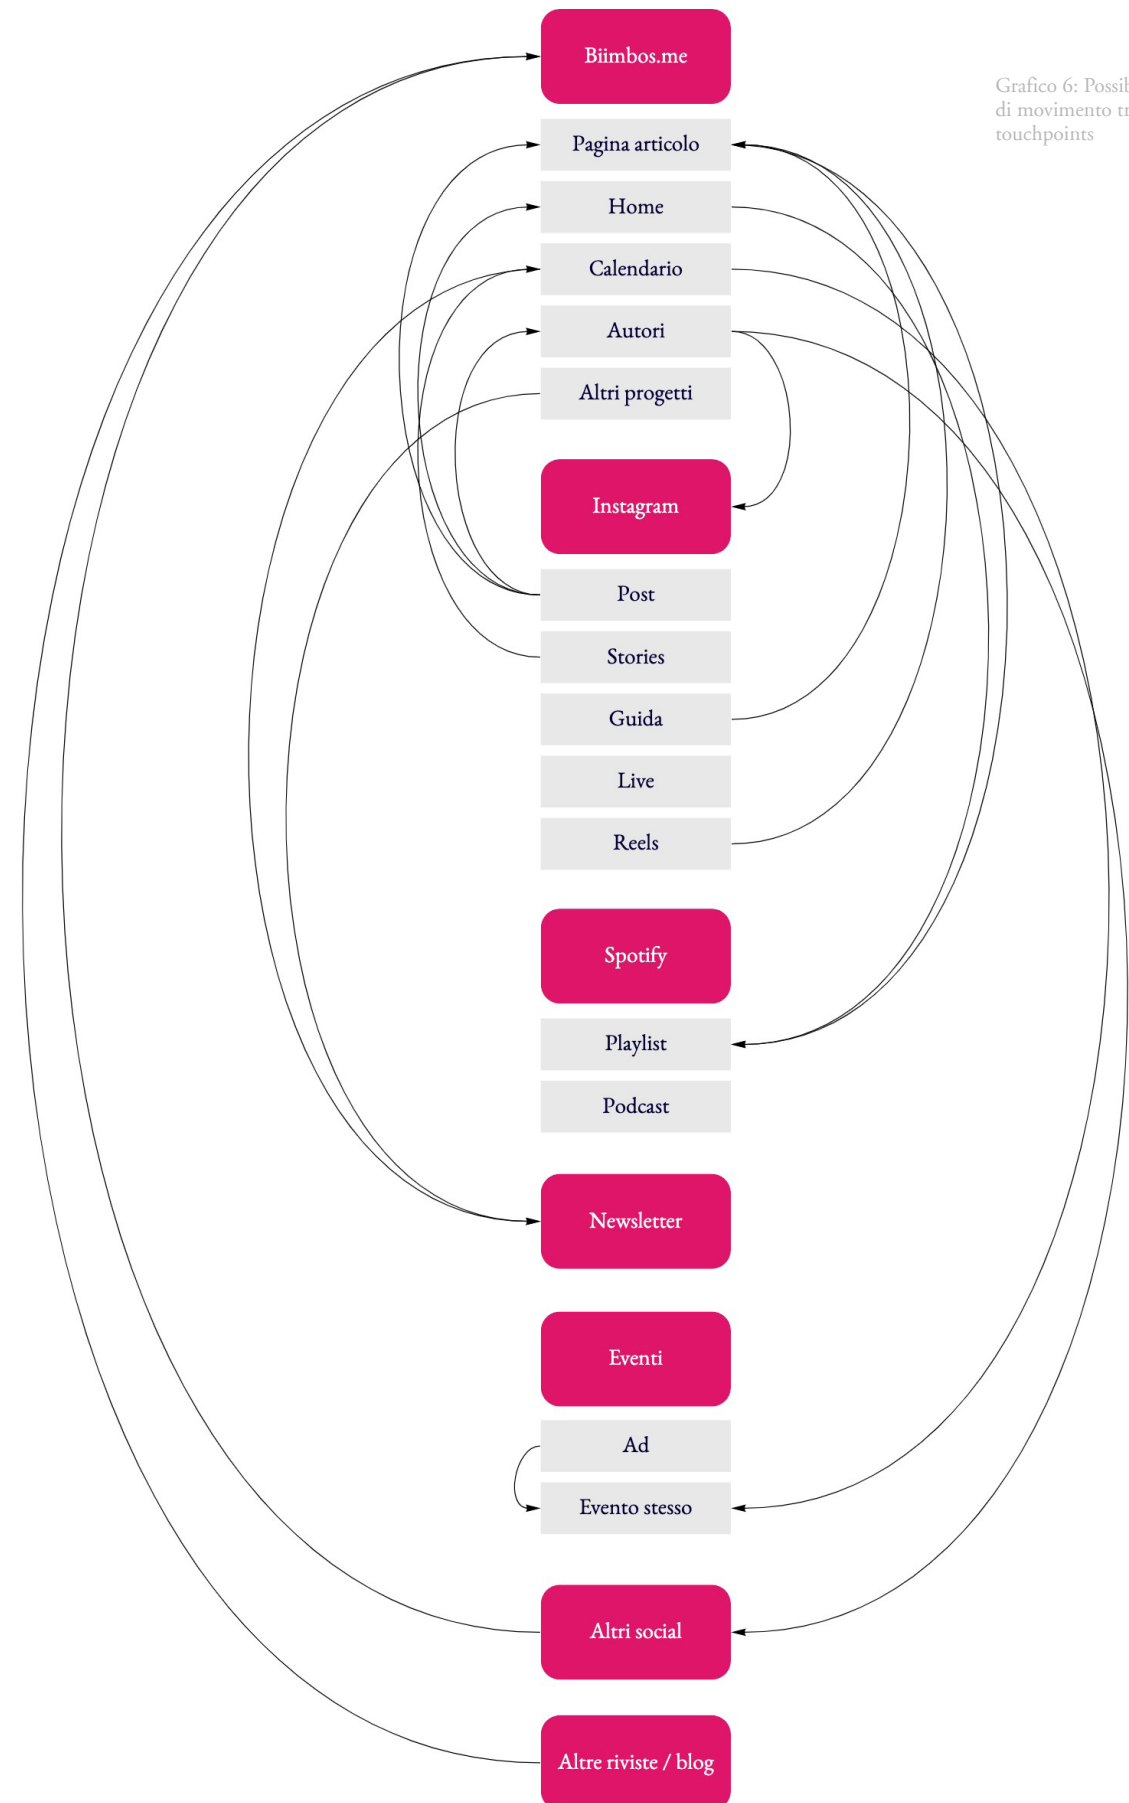 Biimbos.me
Grafico 6:
di movimento
touchpoints
Pagina articolo
Home
Calendario
Autori
Altri progetti
Instagram
Post
Stories
Guida
Live
Reels
Spotify
Playlist
Podcast
Newsletter
Eventi
Ad
Evento stesso
Altri social
Altre riviste / blog